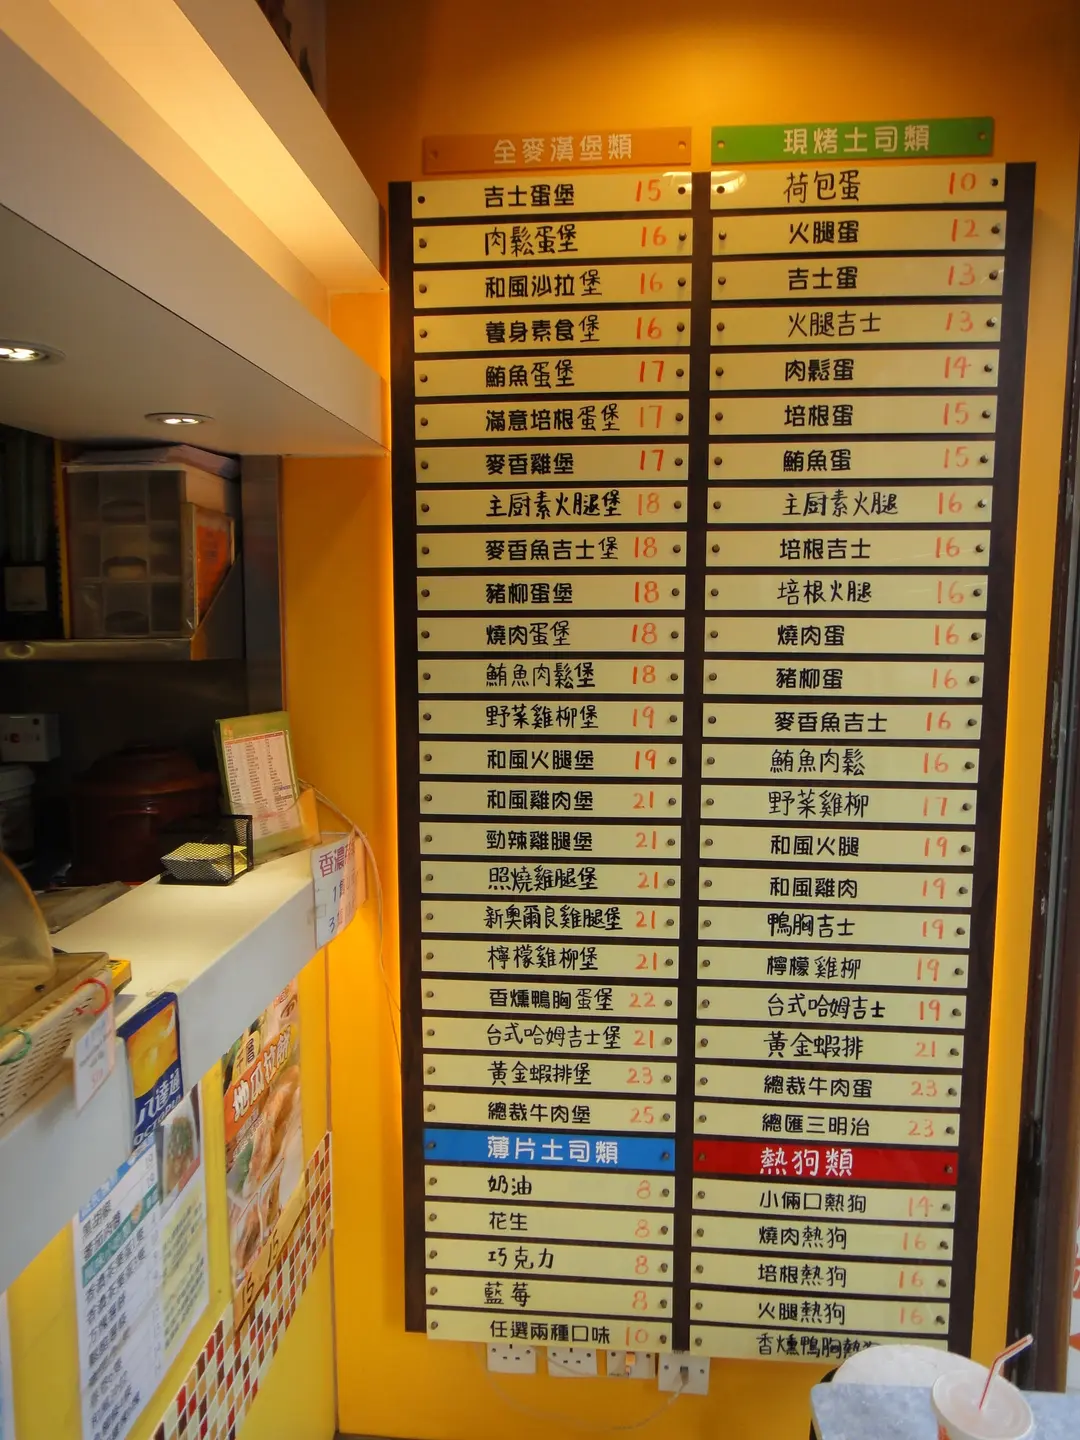 全麥漢堡類
吉士蛋堡 15
肉鬆蛋堡 16
和風沙拉堡 16
養身素食堡 16
鮪魚蛋堡 17
滿意培根蛋堡 17
麥香雞堡 17
主厨素火腿堡 18
麥香魚吉士堡 18
豬柳蛋堡 18
燒肉蛋堡 18
鮪魚肉鬆堡 18
野菜雞柳堡 19
和風火腿堡 19
和風雞肉堡 21
勁辣雞腿堡 21
照燒雞腿堡 21
新奧爾良雞腿堡 21
檸檬雞柳堡 21
香燻鴨胸蛋堡 22
台式哈姆吉士堡 21
黃金蝦排堡 23
總裁牛肉堡 25
薄片土司類
奶油 8
花生 8
巧克力 8
藍莓 8
任選兩種口味 10
現烤土司類
荷包蛋 10
火腿蛋 12
吉士蛋 13
火腿吉士 13
肉鬆蛋 14
培根蛋 15
鮪魚蛋 15
主厨素火腿 16
培根吉士 16
培根火腿 16
燒肉蛋 16
豬柳蛋 16
麥香魚吉士 16
鮪魚肉鬆 16
野菜雞柳 17
和風火腿 19
和風雞肉 19
鴨胸吉士 19
檸檬雞柳 19
台式哈姆吉士 19
黃金蝦排 21
總裁牛肉蛋 23
總匯三明治 23
熱狗類
小倆口熱狗 14
燒肉熱狗 16
培根熱狗 16
火腿熱狗 16
香燻鴨胸熱
香濃